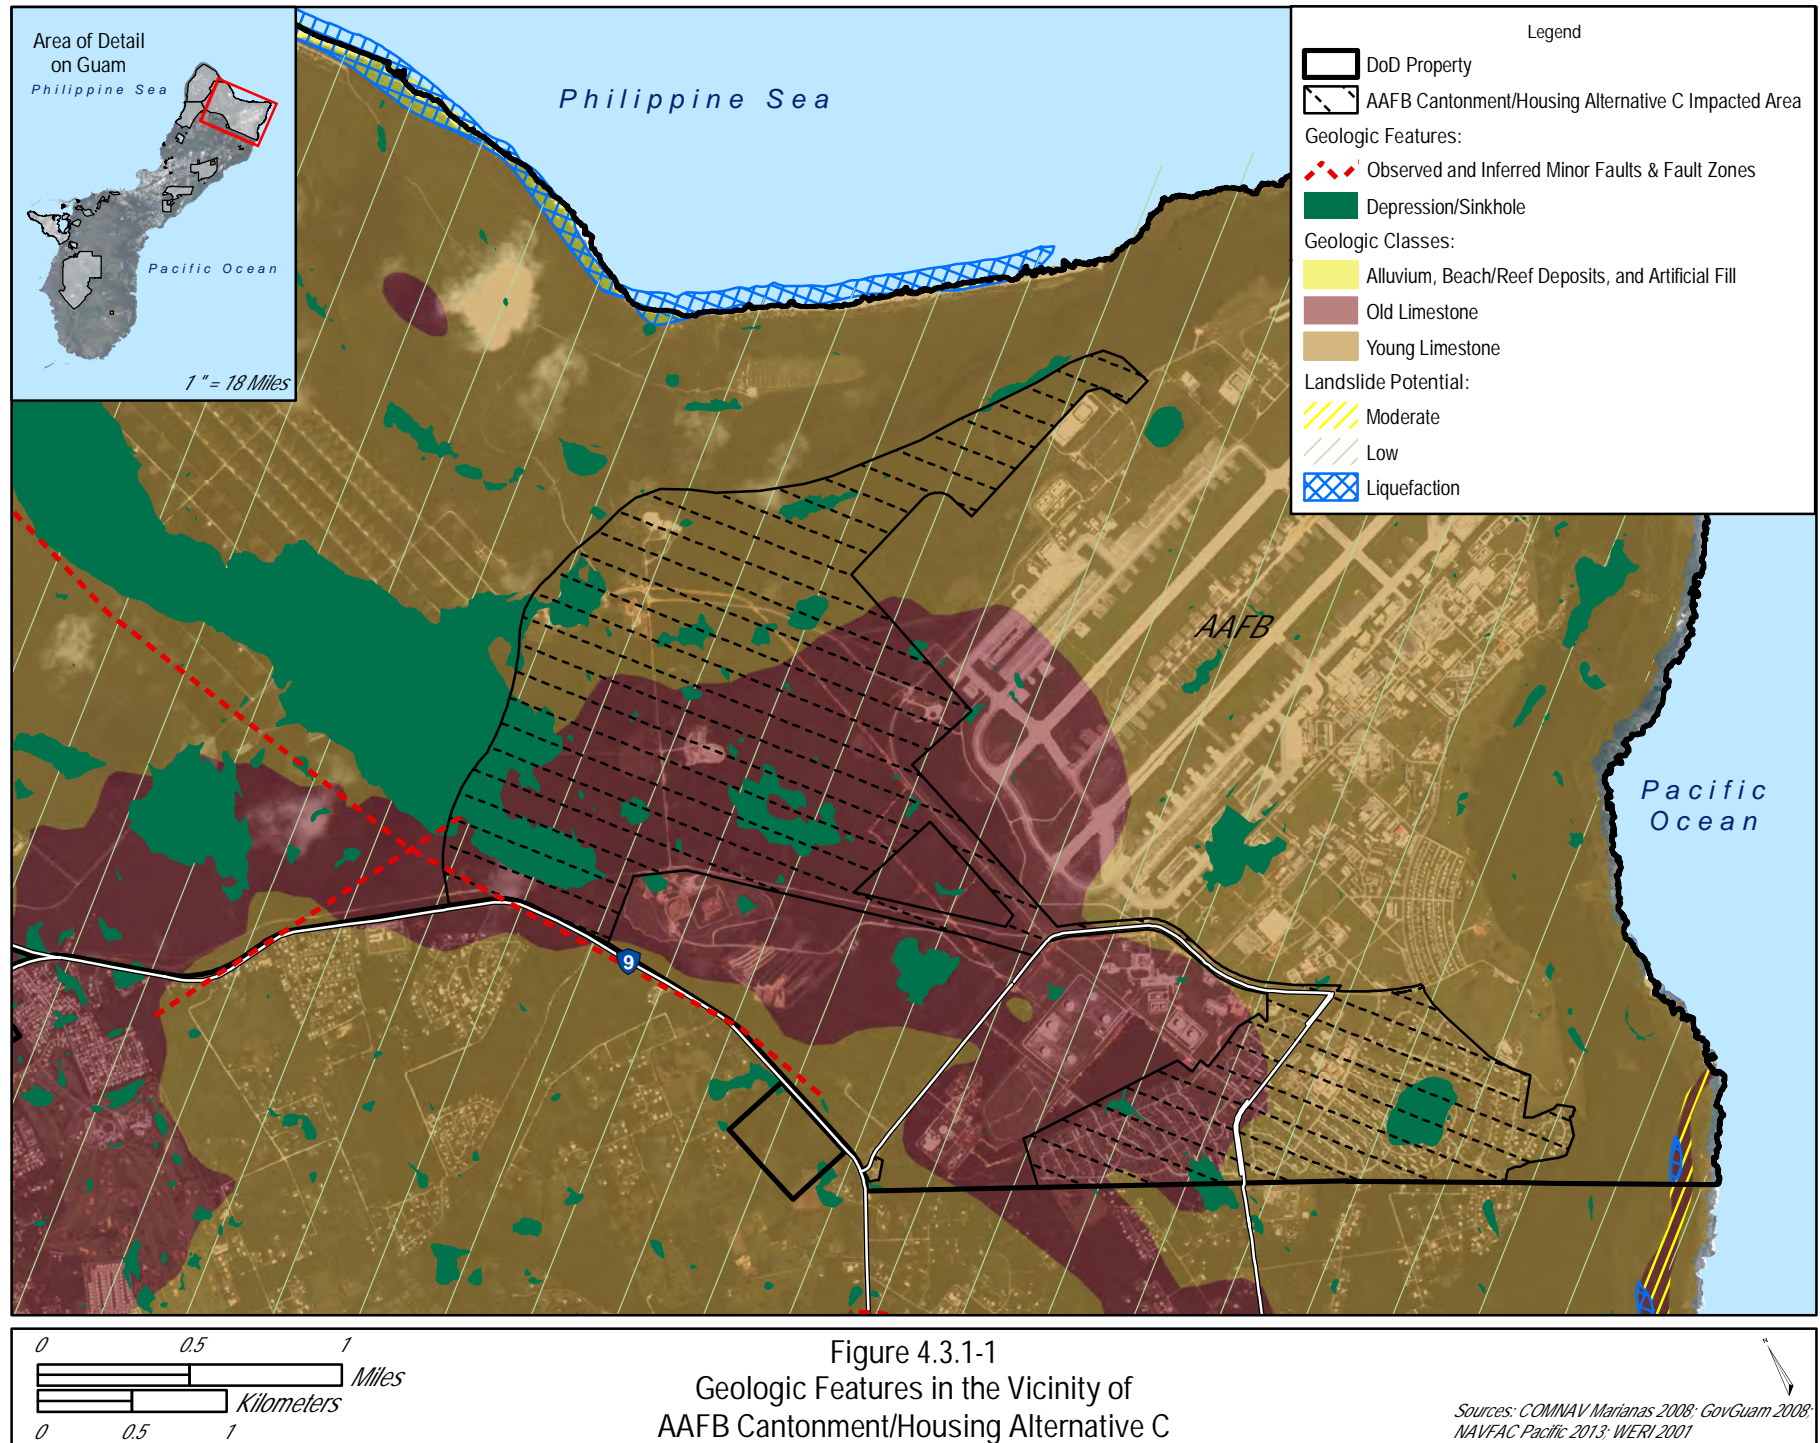 Area of Detail
on Guam
Philippine Sea
Pacific Ocean
1 " = 18 Miles
Philippine Sea
Legend
DoD Property
AAFB Cantonment/Housing Alternative C Impacted Area
Geologic Features:
Observed and Inferred Minor Faults & Fault Zones
Depression/Sinkhole
Geologic Classes:
Alluvium, Beach/Reef Deposits, and Artificial Fill
Old Limestone
Young Limestone
Landslide Potential:
Moderate
Low
Liquefaction
AAFB
Pacific
Ocean
9
0 0.5 1
Miles
Kilometers
0 0.5 1
Figure 4.3.1-1
Geologic Features in the Vicinity of
AAFB Cantonment/Housing Alternative C
N
Sources: COMNAV Marianas 2008; GovGuam 2008;
NAVFAC Pacific 2013; WERI 2001